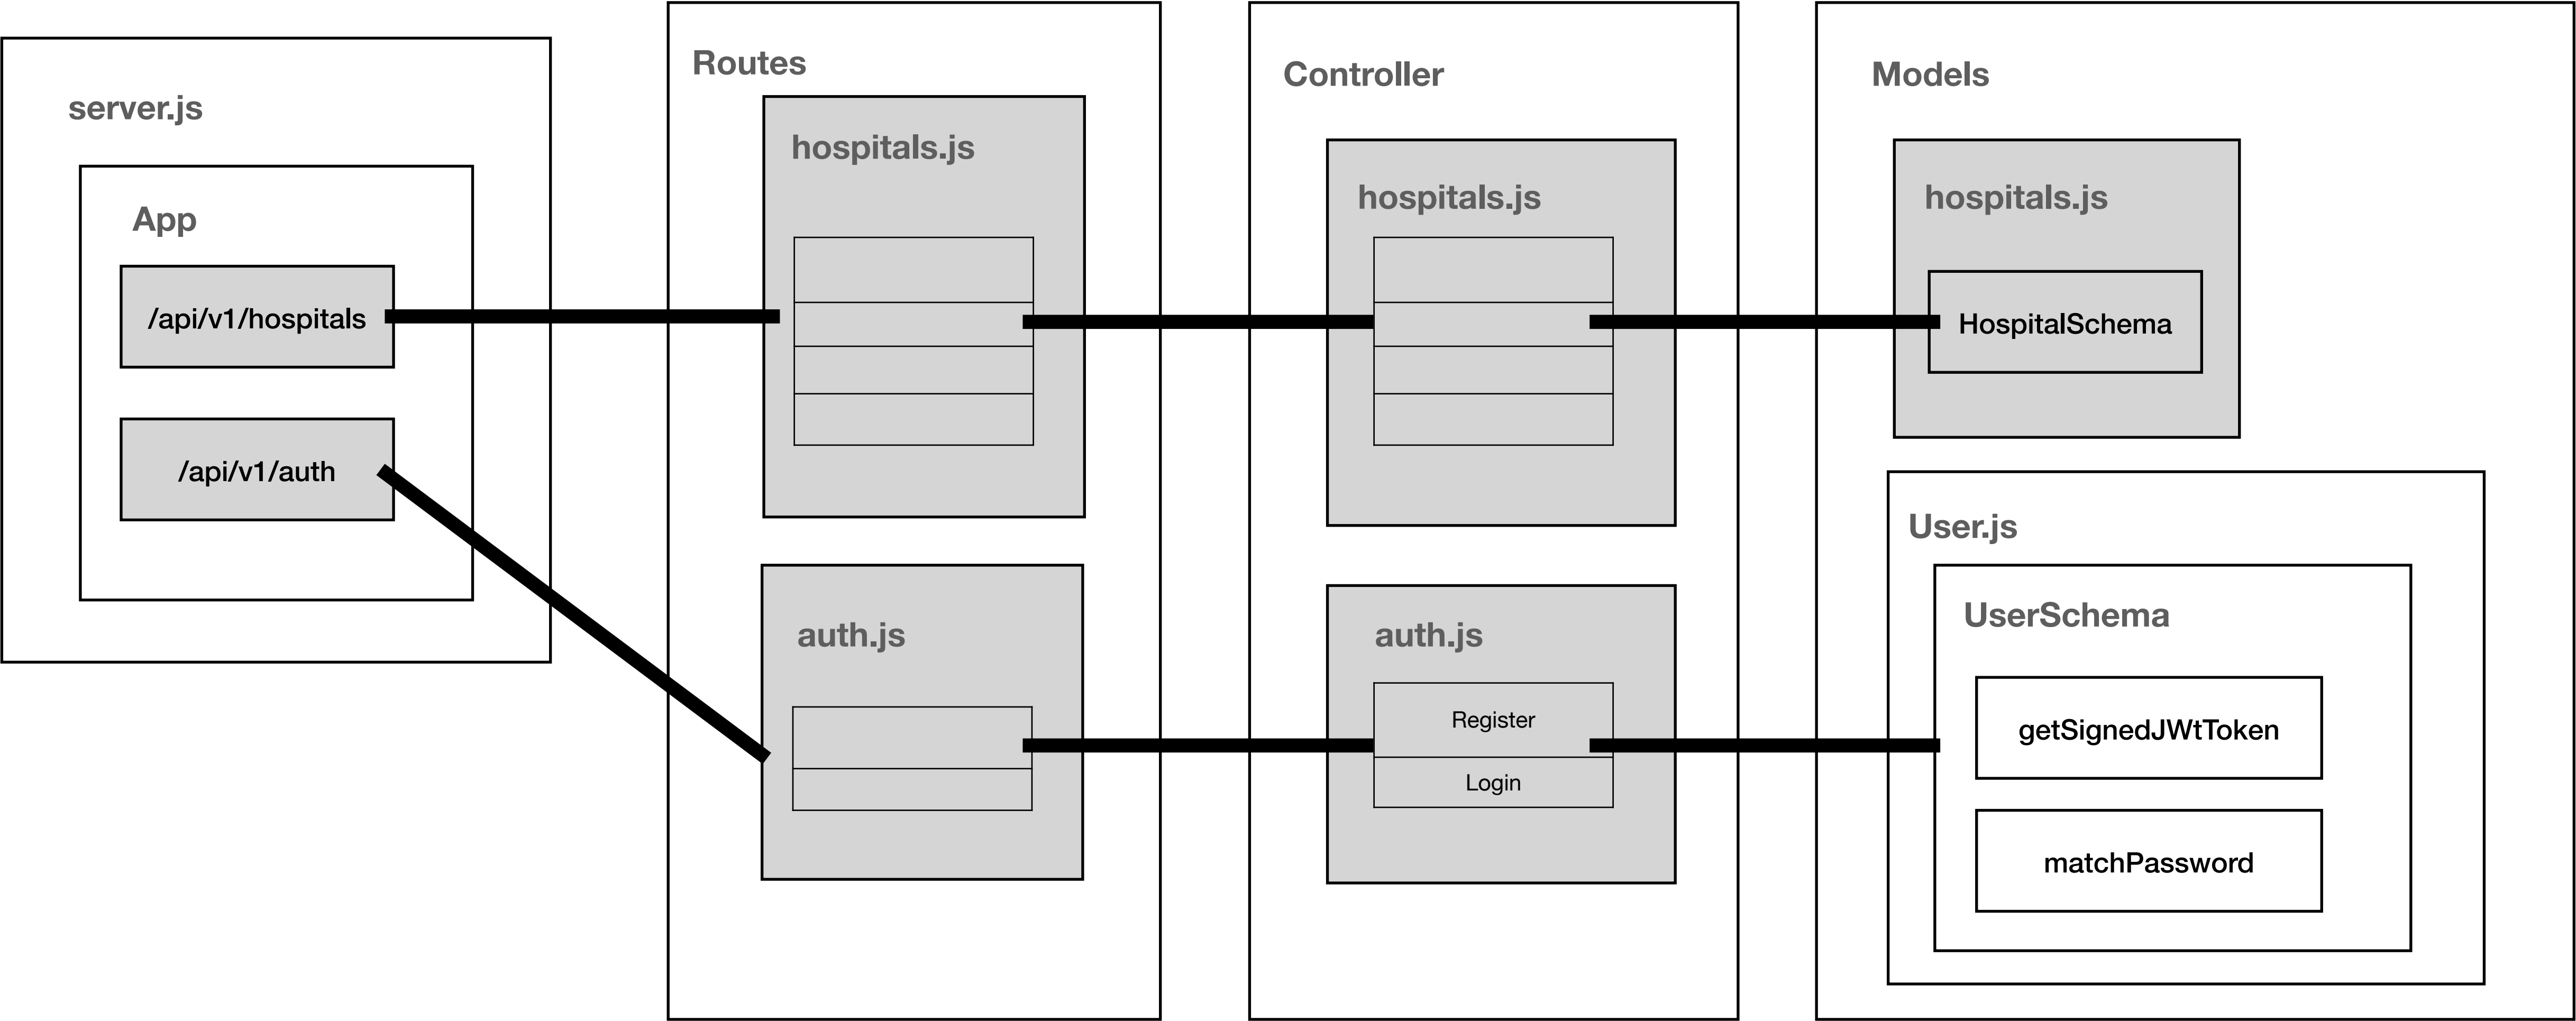 server.js
App
/api/v1/hospitals
/api/v1/auth
Routes
hospitals.js
auth.js
Controller
hospitals.js
auth.js
Register
Login
Models
hospitals.js
HospitalSchema
User.js
UserSchema
getSignedJWtToken
matchPassword